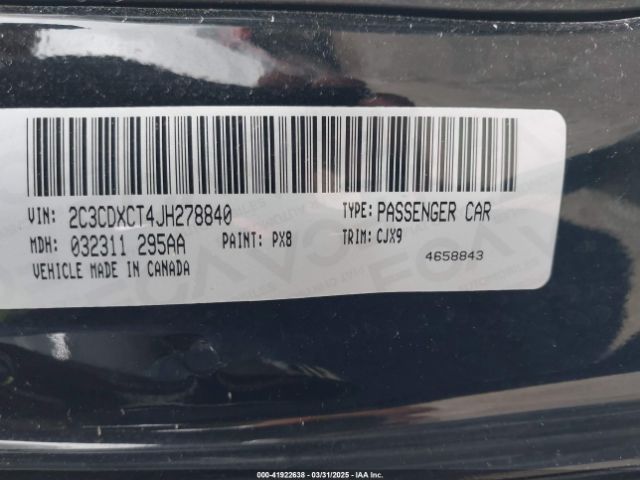 VIN: 2C3CDXCT4JH278840 TYPE: PASSENGER CAR
MDH: 032311 295AA PAINT: PX8 TRIM: CJX9
VEHICLE MADE IN CANADA 4658843
000-41922638 - 03/31/2025 - IAA Inc.